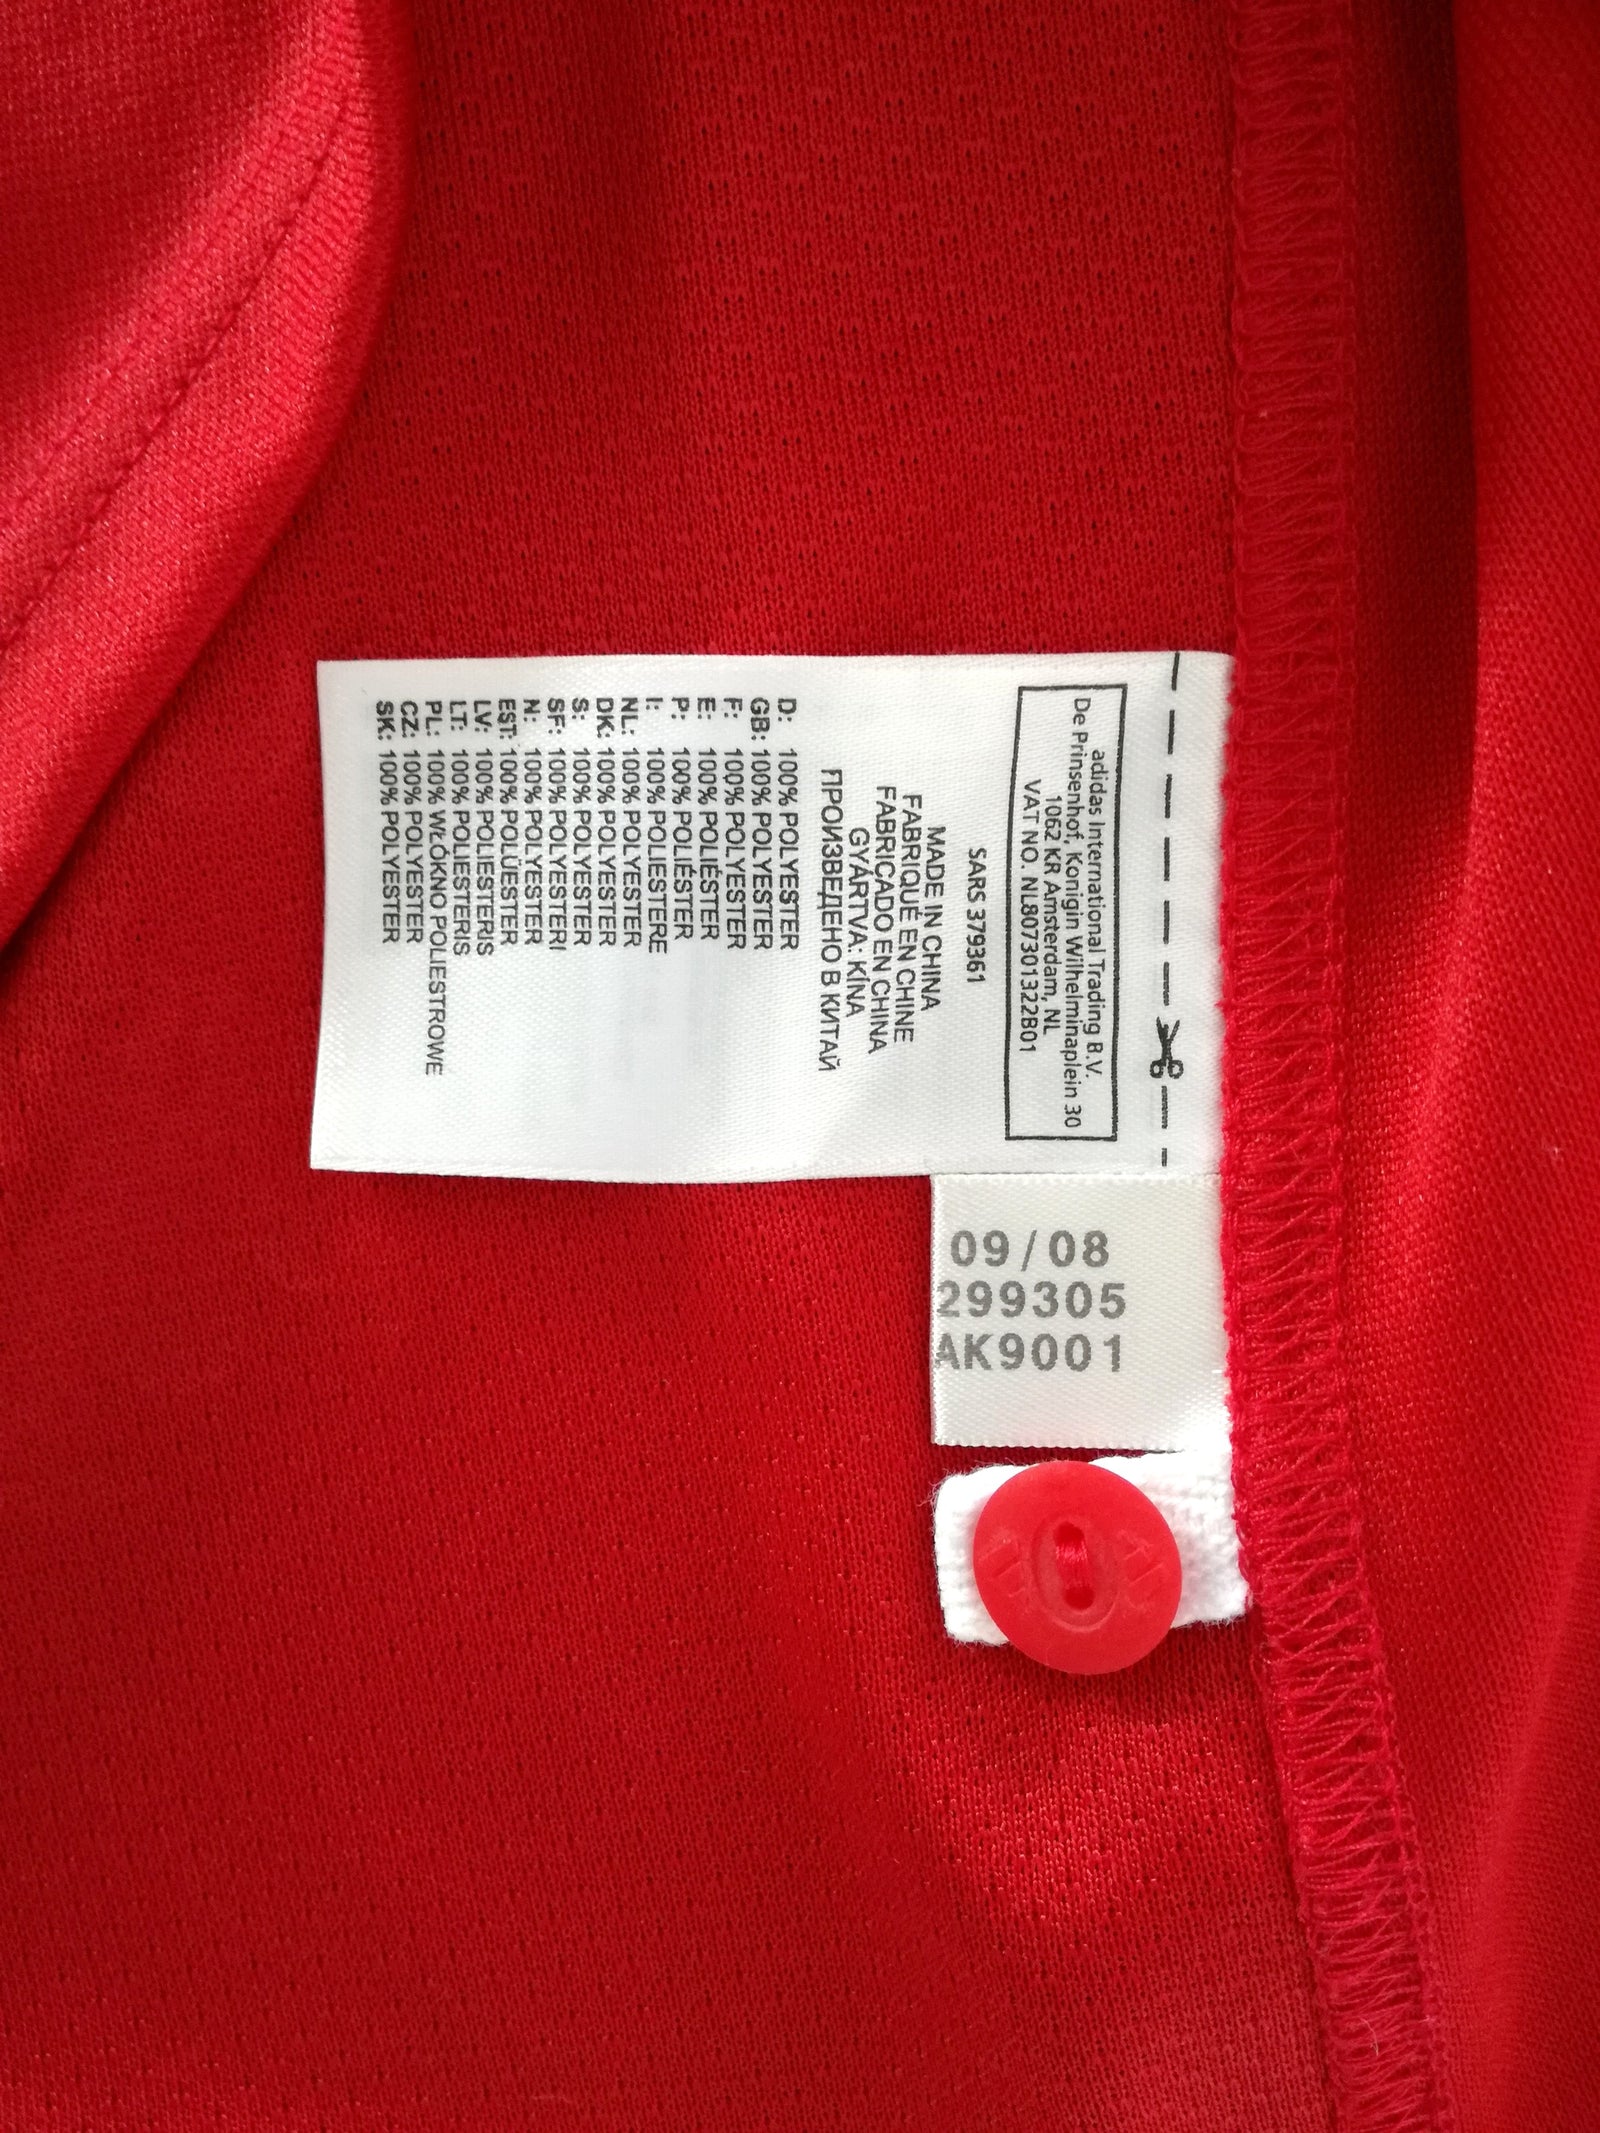 adidas International Trading B.V.
De Prinsenhof, Konigin Wilhelminaplein 30
1062 KR Amsterdam, NL
VAT NO. NL807301322B01
SARS 379361
MADE IN CHINA
FABRIQUÉ EN CHINE
FABRICADO EN CHINA
GYÁRTVA: KÍNA
ПРОИЗВЕДЕНО В КИТАЙ
D: 100% POLYESTER
GB: 100% POLYESTER
F: 100% POLYESTER
E: 100% POLIÉSTER
P: 100% POLIÉSTER
I: 100% POLIESTERE
NL: 100% POLYESTER
DK: 100% POLYESTER
S: 100% POLYESTER
SF: 100% POLYESTERI
N: 100% POLYESTER
EST: 100% POLÜESTER
LV: 100% POLIESTERIS
LT: 100% POLIESTERIS
PL: 100% WŁÓKNO POLIESTROWE
CZ: 100% POLYESTER
SK: 100% POLYESTER
09/08
299305
AK9001